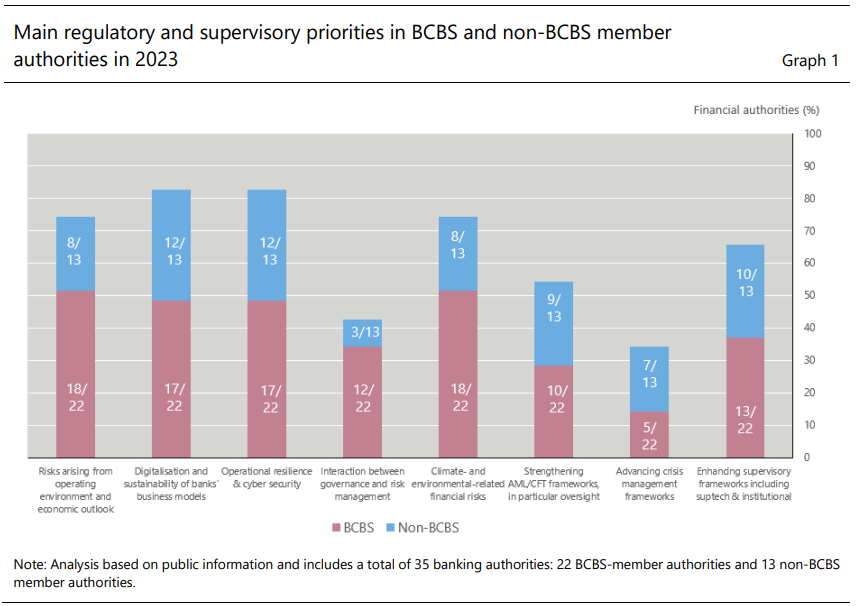 Main regulatory and supervisory priorities in BCBS and non-BCBS member
authorities in 2023
Graph 1
Financial authorities (%)
100
90
80
70
60
50
40
30
20
10
0
8/
13
18/
22
12/
13
17/
22
12/
13
17/
22
3/13
12/
22
8/
13
18/
22
9/
13
10/
22
7/
13
5/
22
10/
13
13/
22
Risks arising from
operating
environment and
economic outlook
Digitalisation and
sustainability of banks'
business models
Operational resilience
& cyber security
Interaction between
governance and risk
management
Climate- and
environmental-related
financial risks
Strengthening
AML/CFT frameworks,
in particular oversight
Advancing crisis
management
frameworks
Enhancing supervisory
frameworks including
suptech & institutional
BCBS
Non-BCBS
Note: Analysis based on public information and includes a total of 35 banking authorities: 22 BCBS-member authorities and 13 non-BCBS
member authorities.